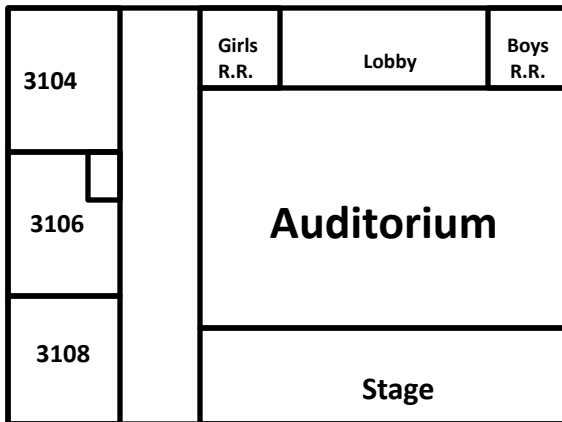 Girls
R.R.
Lobby
Boys
R.R.
3104
Auditorium
3106
3108
Stage